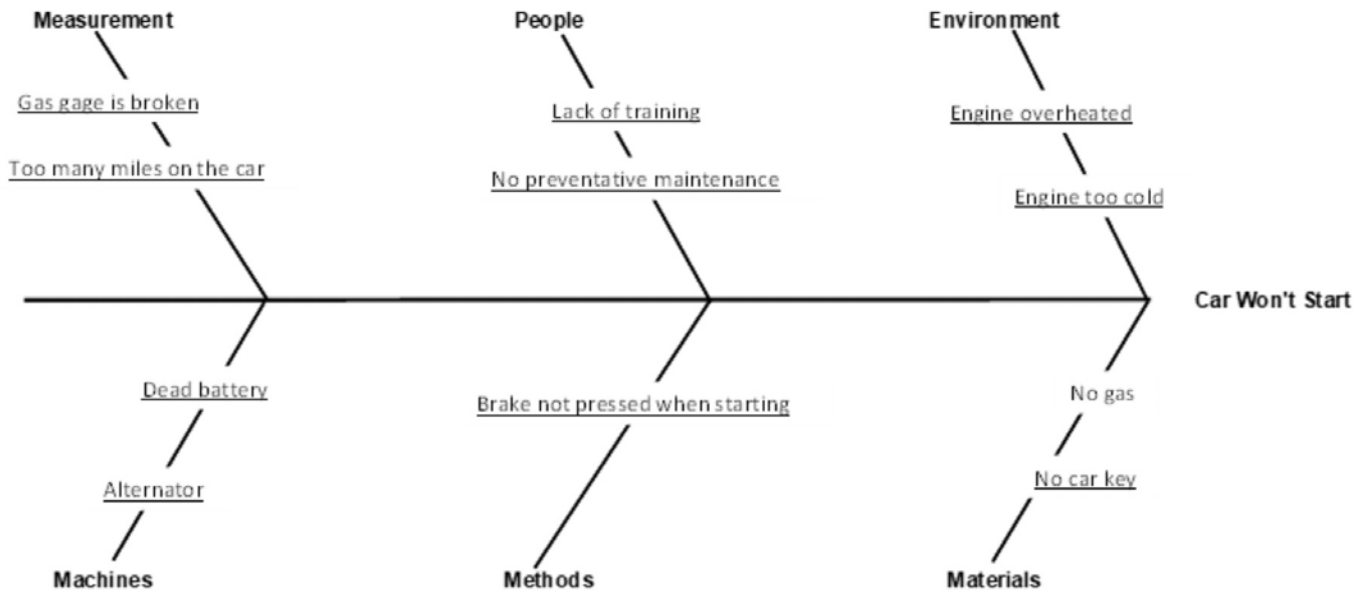 Measurement
People
Environment
Gas gage is broken
Lack of training
Engine overheated
Too many miles on the car
No preventative maintenance
Engine too cold
Car Won't Start
Dead battery
Brake not pressed when starting
No gas
Alternator
No car key
Machines
Methods
Materials